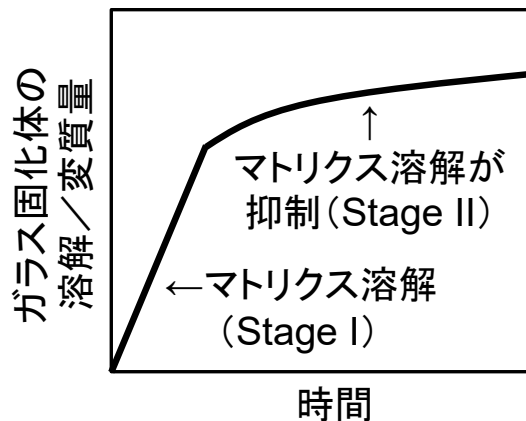 ガラス固化体の
溶解／変質量
↑
マトリクス溶解が
抑制（Stage II）
←マトリクス溶解
（Stage I）
時間